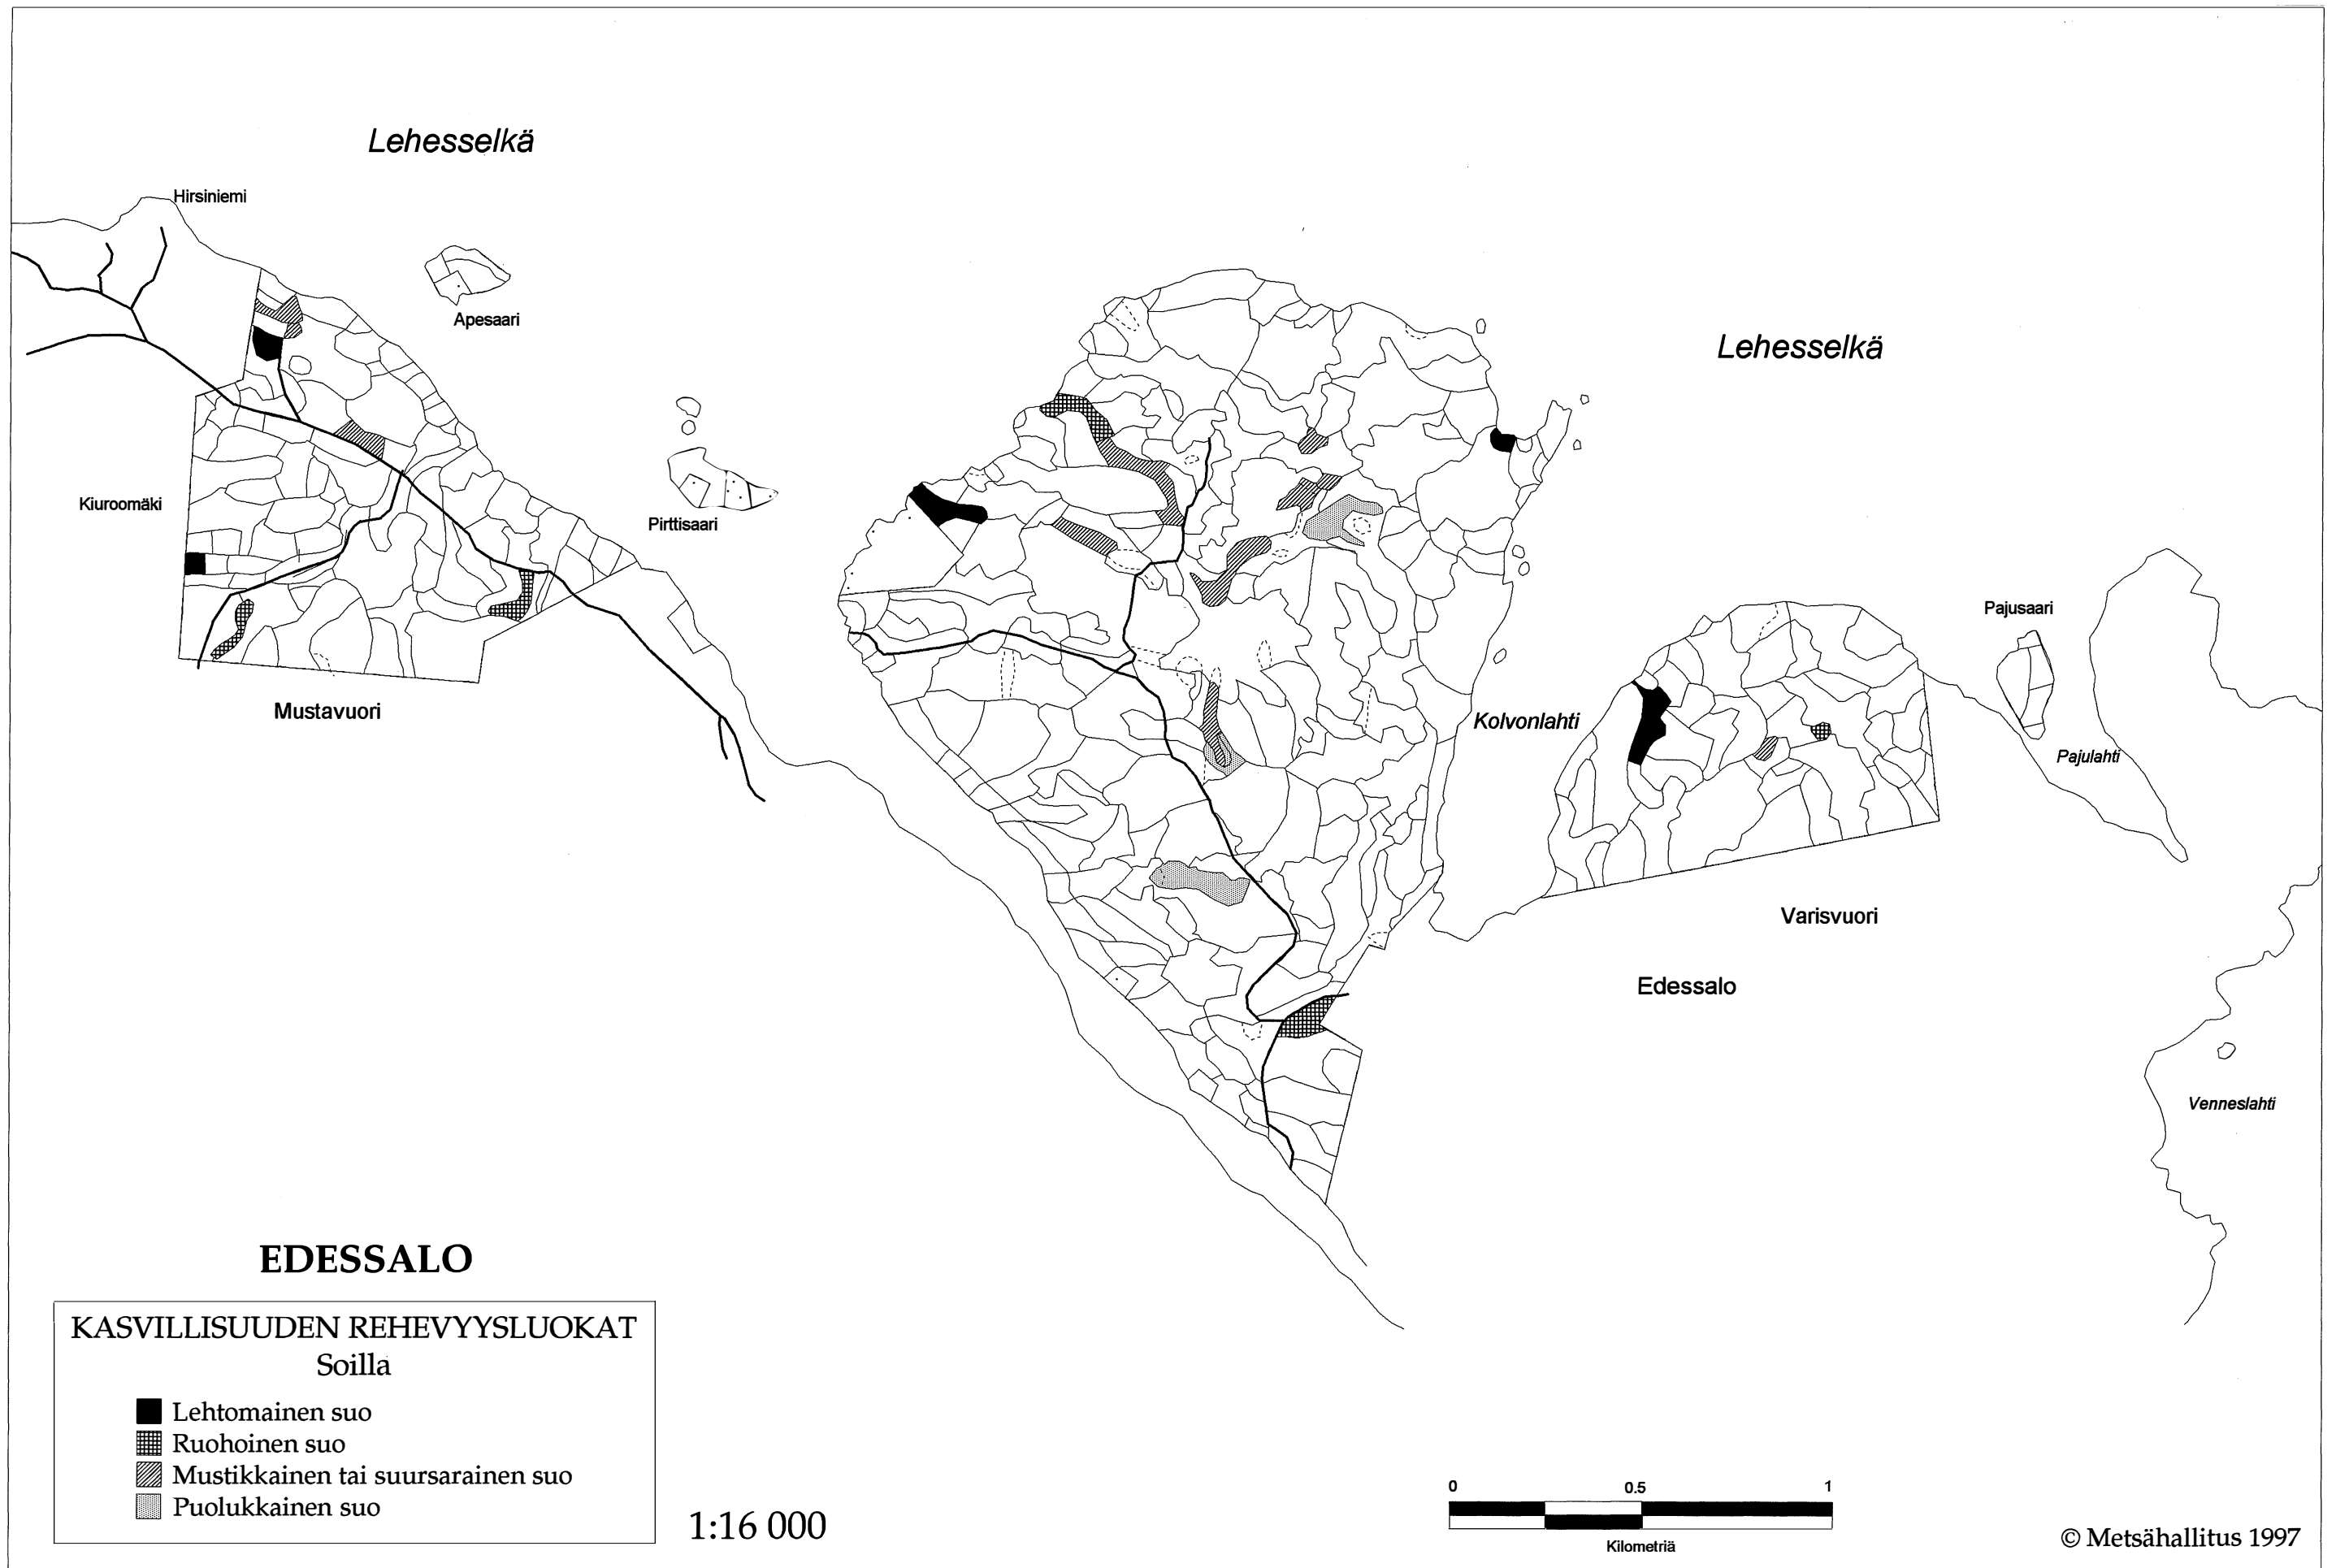 Lehesselkä
Hirsiniemi
Apesaari
Lehesselkä
Kiuroomäki
Pirttisaari
Pajusaari
Mustavuori
Kolvonlahti
Pajulahti
Varisvuori
Edessalo
Venneslahti
EDESSALO
KASVILLISUUDEN REHEVYYSLUOKAT
Soilla
Lehtomainen suo
Ruohoinen suo
Mustikkainen tai suursarainen suo
Puolukkainen suo
1:16 000
0 0.5 1
Kilometriä
© Metsähallitus 1997